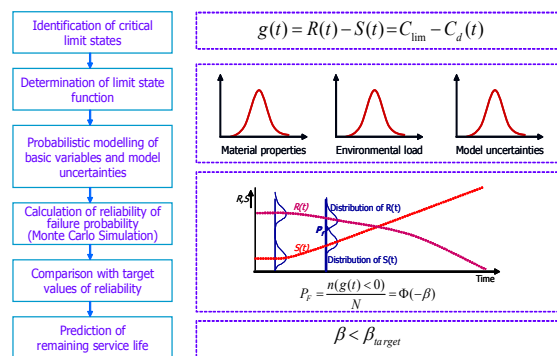 Identification of critical
limit states
Determination of limit state
function
Probabilistic modelling of
basic variables and model
uncertainties
Calculation of reliability of
failure probability
(Monte Carlo Simulation)
Comparison with target
values of reliability
Prediction of
remaining service life
g(t) = R(t) − S(t) = C_lim − C_d(t)
Material properties
Environmental load
Model uncertainties
R,S
R(t)
Distribution of R(t)
P_f
S(t)
Distribution of S(t)
Time
P_F = n(g(t) < 0) / N = Φ(−β)
β < β_target